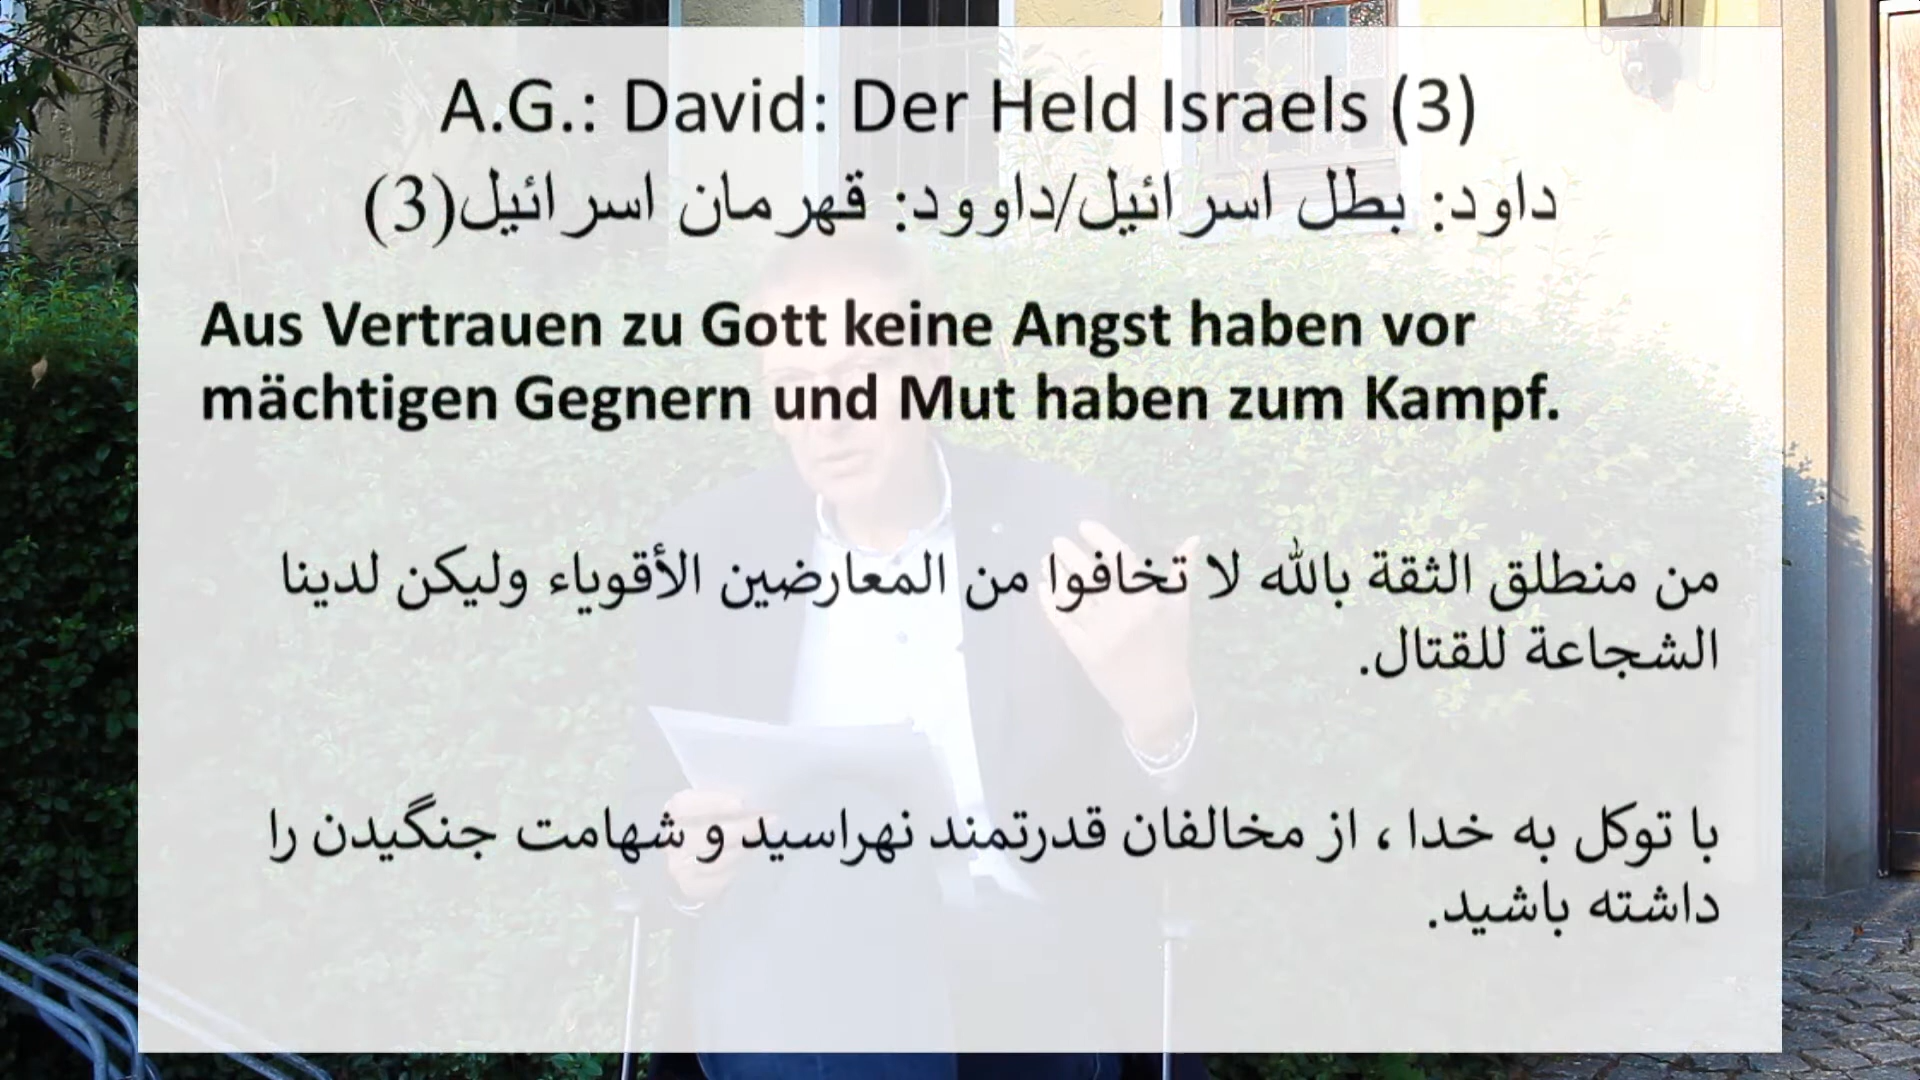 A.G.: David: Der Held Israels (3)
داود: بطل اسرائيل/داوود: قهرمان اسرائیل(3)
Aus Vertrauen zu Gott keine Angst haben vor
mächtigen Gegnern und Mut haben zum Kampf.
من منطلق الثقة بالله لا تخافوا من المعارضين الأقوياء وليكن لدينا
الشجاعة للقتال.
با توکل به خدا ، از مخالفان قدرتمند نهراسید و شهامت جنگیدن را
داشته باشید.